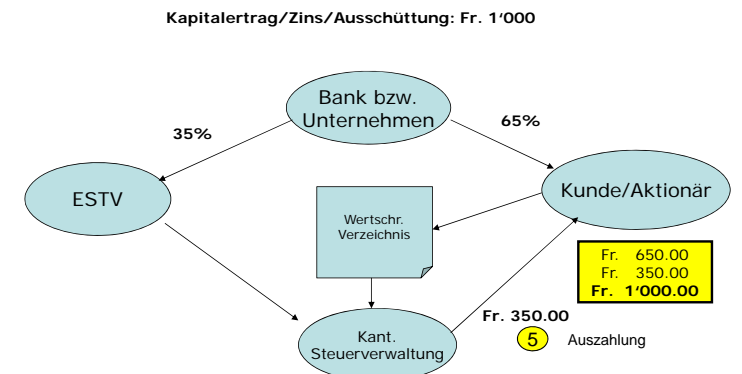 Kapitalertrag/Zins/Ausschüttung: Fr. 1‘000
Bank bzw.
Unternehmen
35%
65%
ESTV
Kunde/Aktionär
Wertschr.
Verzeichnis
Fr. 650.00
Fr. 350.00
Fr. 1‘000.00
Fr. 350.00
5 Auszahlung
Kant.
Steuerverwaltung